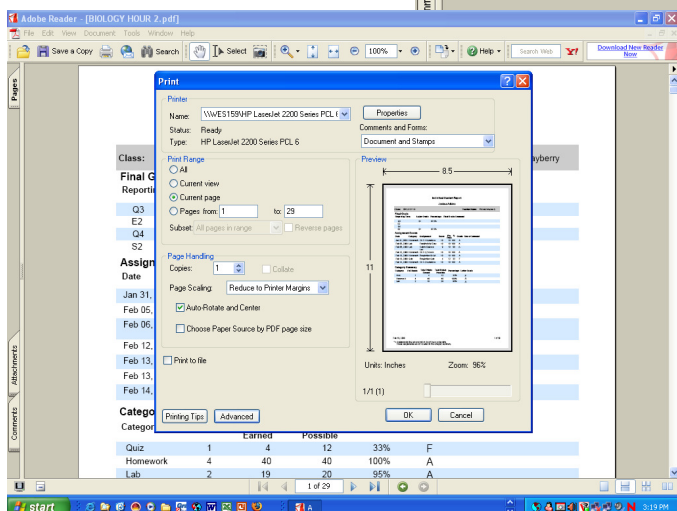 Adobe Reader - [BIOLOGY HOUR 2.pdf]
File Edit View Document Tools Window Help
Save a Copy Search Select 100% Help Search Web Y! Download New Reader Now
Pages
Attachments
Comments
Print
Printer
Name: \\WES159\HP LaserJet 2200 Series PCL 6
Properties
Status: Ready
Type: HP LaserJet 2200 Series PCL 6
Comments and Forms:
Document and Stamps
Print Range
All
Current view
Current page
Pages from: 1 to: 29
Subset: All pages in range Reverse pages
Page Handling
Copies: 1 Collate
Page Scaling: Reduce to Printer Margins
Auto-Rotate and Center
Choose Paper Source by PDF page size
Print to file
Preview
8.5
11
Units: Inches Zoom: 96%
1/1 (1)
Printing Tips Advanced OK Cancel
Class: ayberry
Final G
Reporti
Q3
E2
Q4
S2
Assign
Date
Jan 31,
Feb 05,
Feb 06,
Feb 12,
Feb 13,
Feb 13,
Feb 14,
Catego
Categor
Earned Possible
Quiz 1 4 12 33% F
Homework 4 40 40 100% A
Lab 2 19 20 95% A
1 of 29
start
3:19 PM